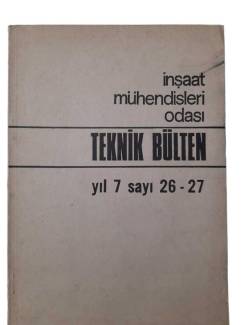 inşaat
mühendisleri
odası
TEKNİK BÜLTEN
yıl 7 sayı 26 - 27